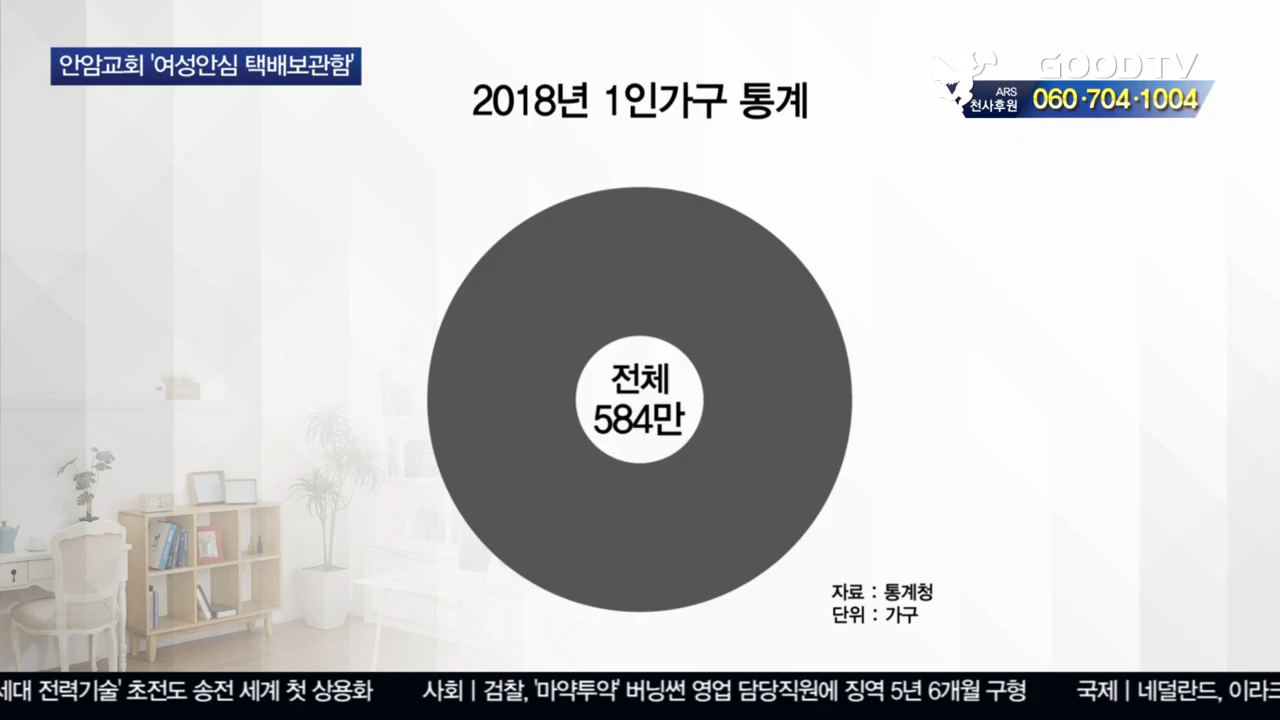 안암교회 '여성안심 택배보관함'
GOODTV
ARS
천사후원 060·704·1004
2018년 1인가구 통계
전체
584만
자료 : 통계청
단위 : 가구
세대 전력기술' 초전도 송전 세계 첫 상용화 사회 | 검찰, '마약투약' 버닝썬 영업 담당직원에 징역 5년 6개월 구형 국제 | 네덜란드, 이라크